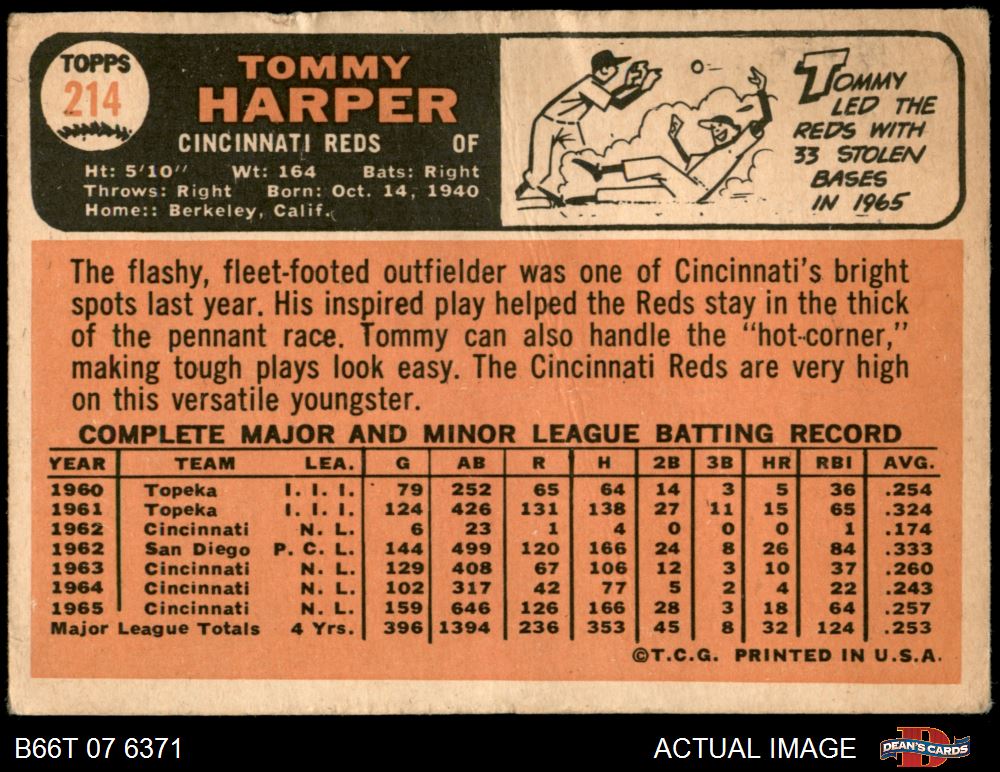 TOPPS
214
TOMMY
HARPER
CINCINNATI REDS OF
Ht: 5'10" Wt: 164 Bats: Right
Throws: Right Born: Oct. 14, 1940
Home:: Berkeley, Calif.
TOMMY
LED THE
REDS WITH
33 STOLEN
BASES
IN 1965
The flashy, fleet-footed outfielder was one of Cincinnati's bright
spots last year. His inspired play helped the Reds stay in the thick
of the pennant race. Tommy can also handle the "hot-corner,"
making tough plays look easy. The Cincinnati Reds are very high
on this versatile youngster.
COMPLETE MAJOR AND MINOR LEAGUE BATTING RECORD
YEAR TEAM LEA. G AB R H 2B 3B HR RBI AVG.
1960 Topeka I. I. I. 79 252 65 64 14 3 5 36 .254
1961 Topeka I. I. I. 124 426 131 138 27 11 15 65 .324
1962 Cincinnati N. L. 6 23 1 4 0 0 0 1 .174
1962 San Diego P. C. L. 144 499 120 166 24 8 26 84 .333
1963 Cincinnati N. L. 129 408 67 106 12 3 10 37 .260
1964 Cincinnati N. L. 102 317 42 77 5 2 4 22 .243
1965 Cincinnati N. L. 159 646 126 166 28 3 18 64 .257
Major League Totals 4 Yrs. 396 1394 236 353 45 8 32 124 .253
©T.C.G. PRINTED IN U.S.A.
B66T 07 6371 ACTUAL IMAGE DEAN'S CARDS